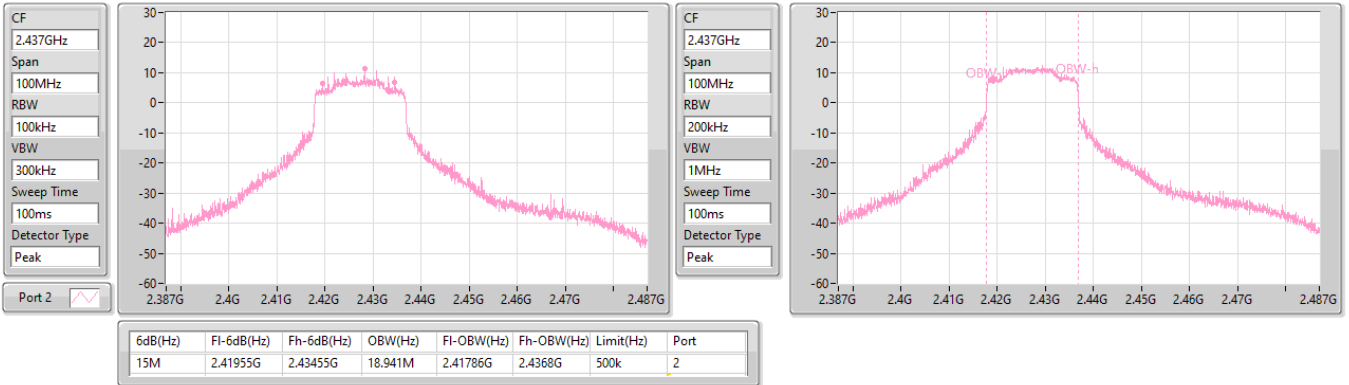 CF
2.437GHz
Span
100MHz
RBW
100kHz
VBW
300kHz
Sweep Time
100ms
Detector Type
Peak
Port 2
30
20
10
0
-10
-20
-30
-40
-50
-60
2.387G 2.4G 2.41G 2.42G 2.43G 2.44G 2.45G 2.46G 2.47G 2.487G
CF
2.437GHz
Span
100MHz
RBW
200kHz
VBW
1MHz
Sweep Time
100ms
Detector Type
Peak
30
20
10
0
-10
-20
-30
-40
-50
-60
OBW-l OBW-h
2.387G 2.4G 2.41G 2.42G 2.43G 2.44G 2.45G 2.46G 2.47G 2.487G
6dB(Hz) Fl-6dB(Hz) Fh-6dB(Hz) OBW(Hz) Fl-OBW(Hz) Fh-OBW(Hz) Limit(Hz) Port
15M 2.41955G 2.43455G 18.941M 2.41786G 2.4368G 500k 2